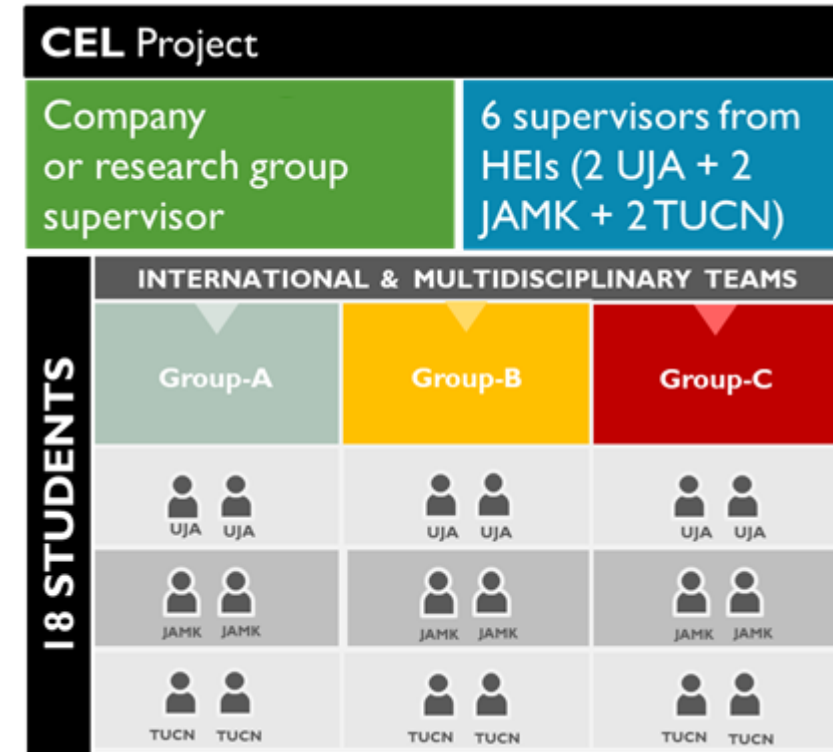 CEL Project
Company
or research group
supervisor
6 supervisors from
HEIs (2 UJA + 2
JAMK + 2 TUCN)
INTERNATIONAL & MULTIDISCIPLINARY TEAMS
18 STUDENTS
Group-A
Group-B
Group-C
UJA UJA
UJA UJA
UJA UJA
JAMK JAMK
JAMK JAMK
JAMK JAMK
TUCN TUCN
TUCN TUCN
TUCN TUCN